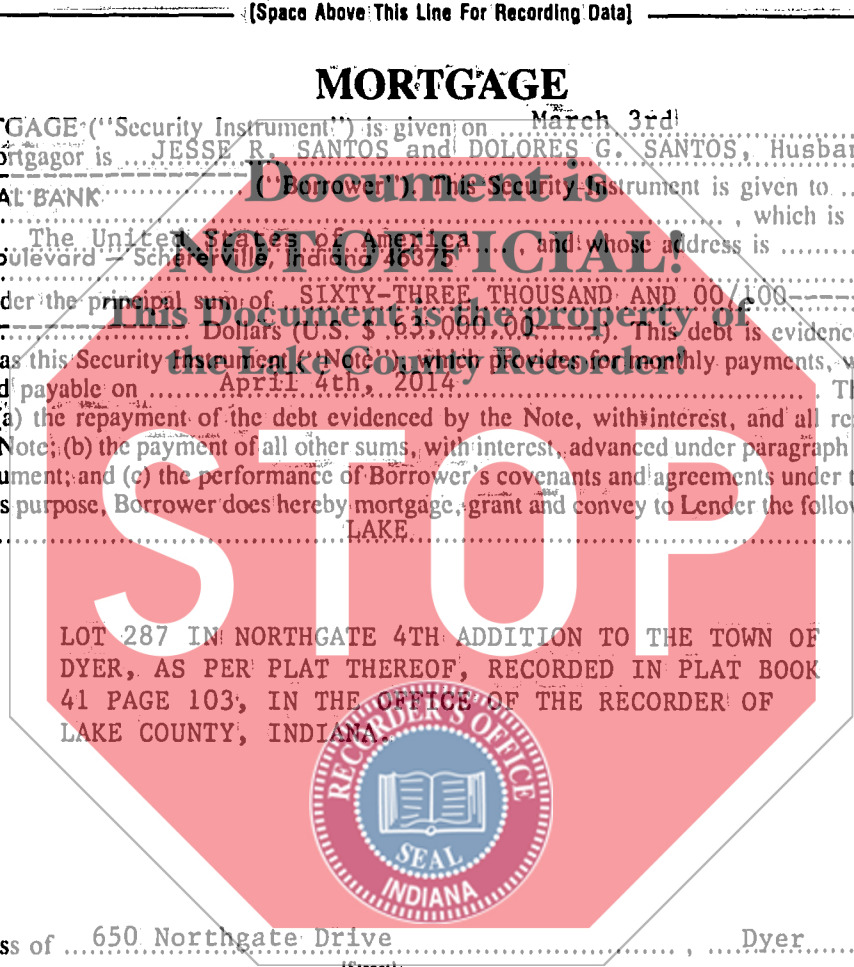 [Space Above This Line For Recording Data]
MORTGAGE
TGAGE ("Security Instrument") is given on March 3rd
ortgagor is JESSE R. SANTOS and DOLORES G. SANTOS, Husban
Document is
AL BANK ("Borrower"). This Security Instrument is given to
, which is
The United States of America , and whose address is
oulevard — Schererville, Indiana 46375
NOT OFFICIAL!
der the principal sum of SIXTY-THREE THOUSAND AND 00/100
This Document is the property of
Dollars (U.S $ 63,000.00----). This debt is evidence
the Lake County Recorder!
as this Security Instrument ("Note"), which provides for monthly payments, w
d payable on April 4th, 2014 . Th
a) the repayment of the debt evidenced by the Note, with interest, and all re
Note; (b) the payment of all other sums, with interest, advanced under paragraph
ument; and (c) the performance of Borrower's covenants and agreements under t
s purpose, Borrower does hereby mortgage, grant and convey to Lender the follow
LAKE
STOP
LOT 287 IN NORTHGATE 4TH ADDITION TO THE TOWN OF
DYER, AS PER PLAT THEREOF, RECORDED IN PLAT BOOK
41 PAGE 103, IN THE OFFICE OF THE RECORDER OF
LAKE COUNTY, INDIANA.
RECORDER'S OFFICE
SEAL
INDIANA
ss of 650 Northgate Drive , Dyer
[Street]